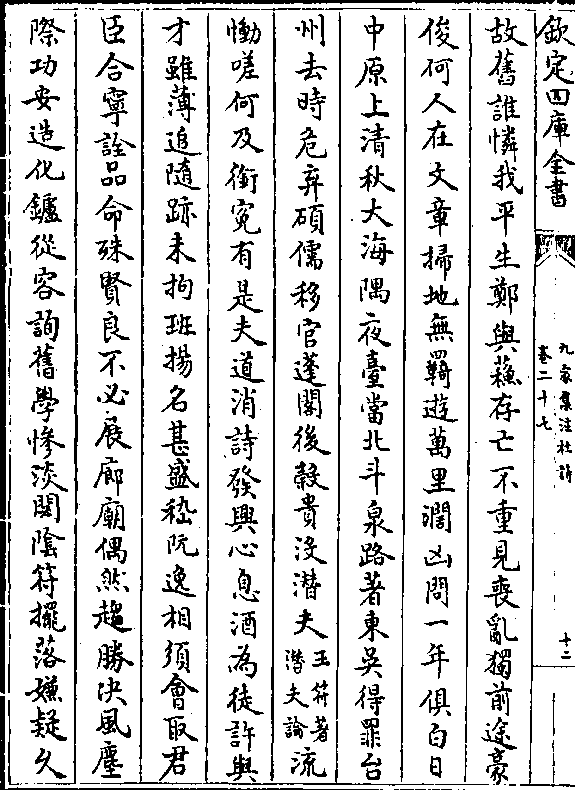 欽定四庫全書
九家集注杜詩
卷二十七
十二
故舊誰憐我平生鄭與蘓存亡不重見喪亂獨前途豪
俊何人在文章掃地無羇遊萬里濶凶問一年俱白日
中原上清秋大海隅夜臺當北斗泉路著東吳得罪台
州去時危弃碩儒移官蓬閣後榖貴没潛夫王符著潛夫論流
慟嗟何及銜寃有是夫道消詩發興心息酒為徒許與
才雖薄追隨跡未拘班揚名甚盛嵇阮逸相須會取君
臣合寧詮品命殊賢良不必展廊廟偶然趨勝决風塵
際功安造化鑪從容詢舊學慘淡閟陰符擺落嫌疑久